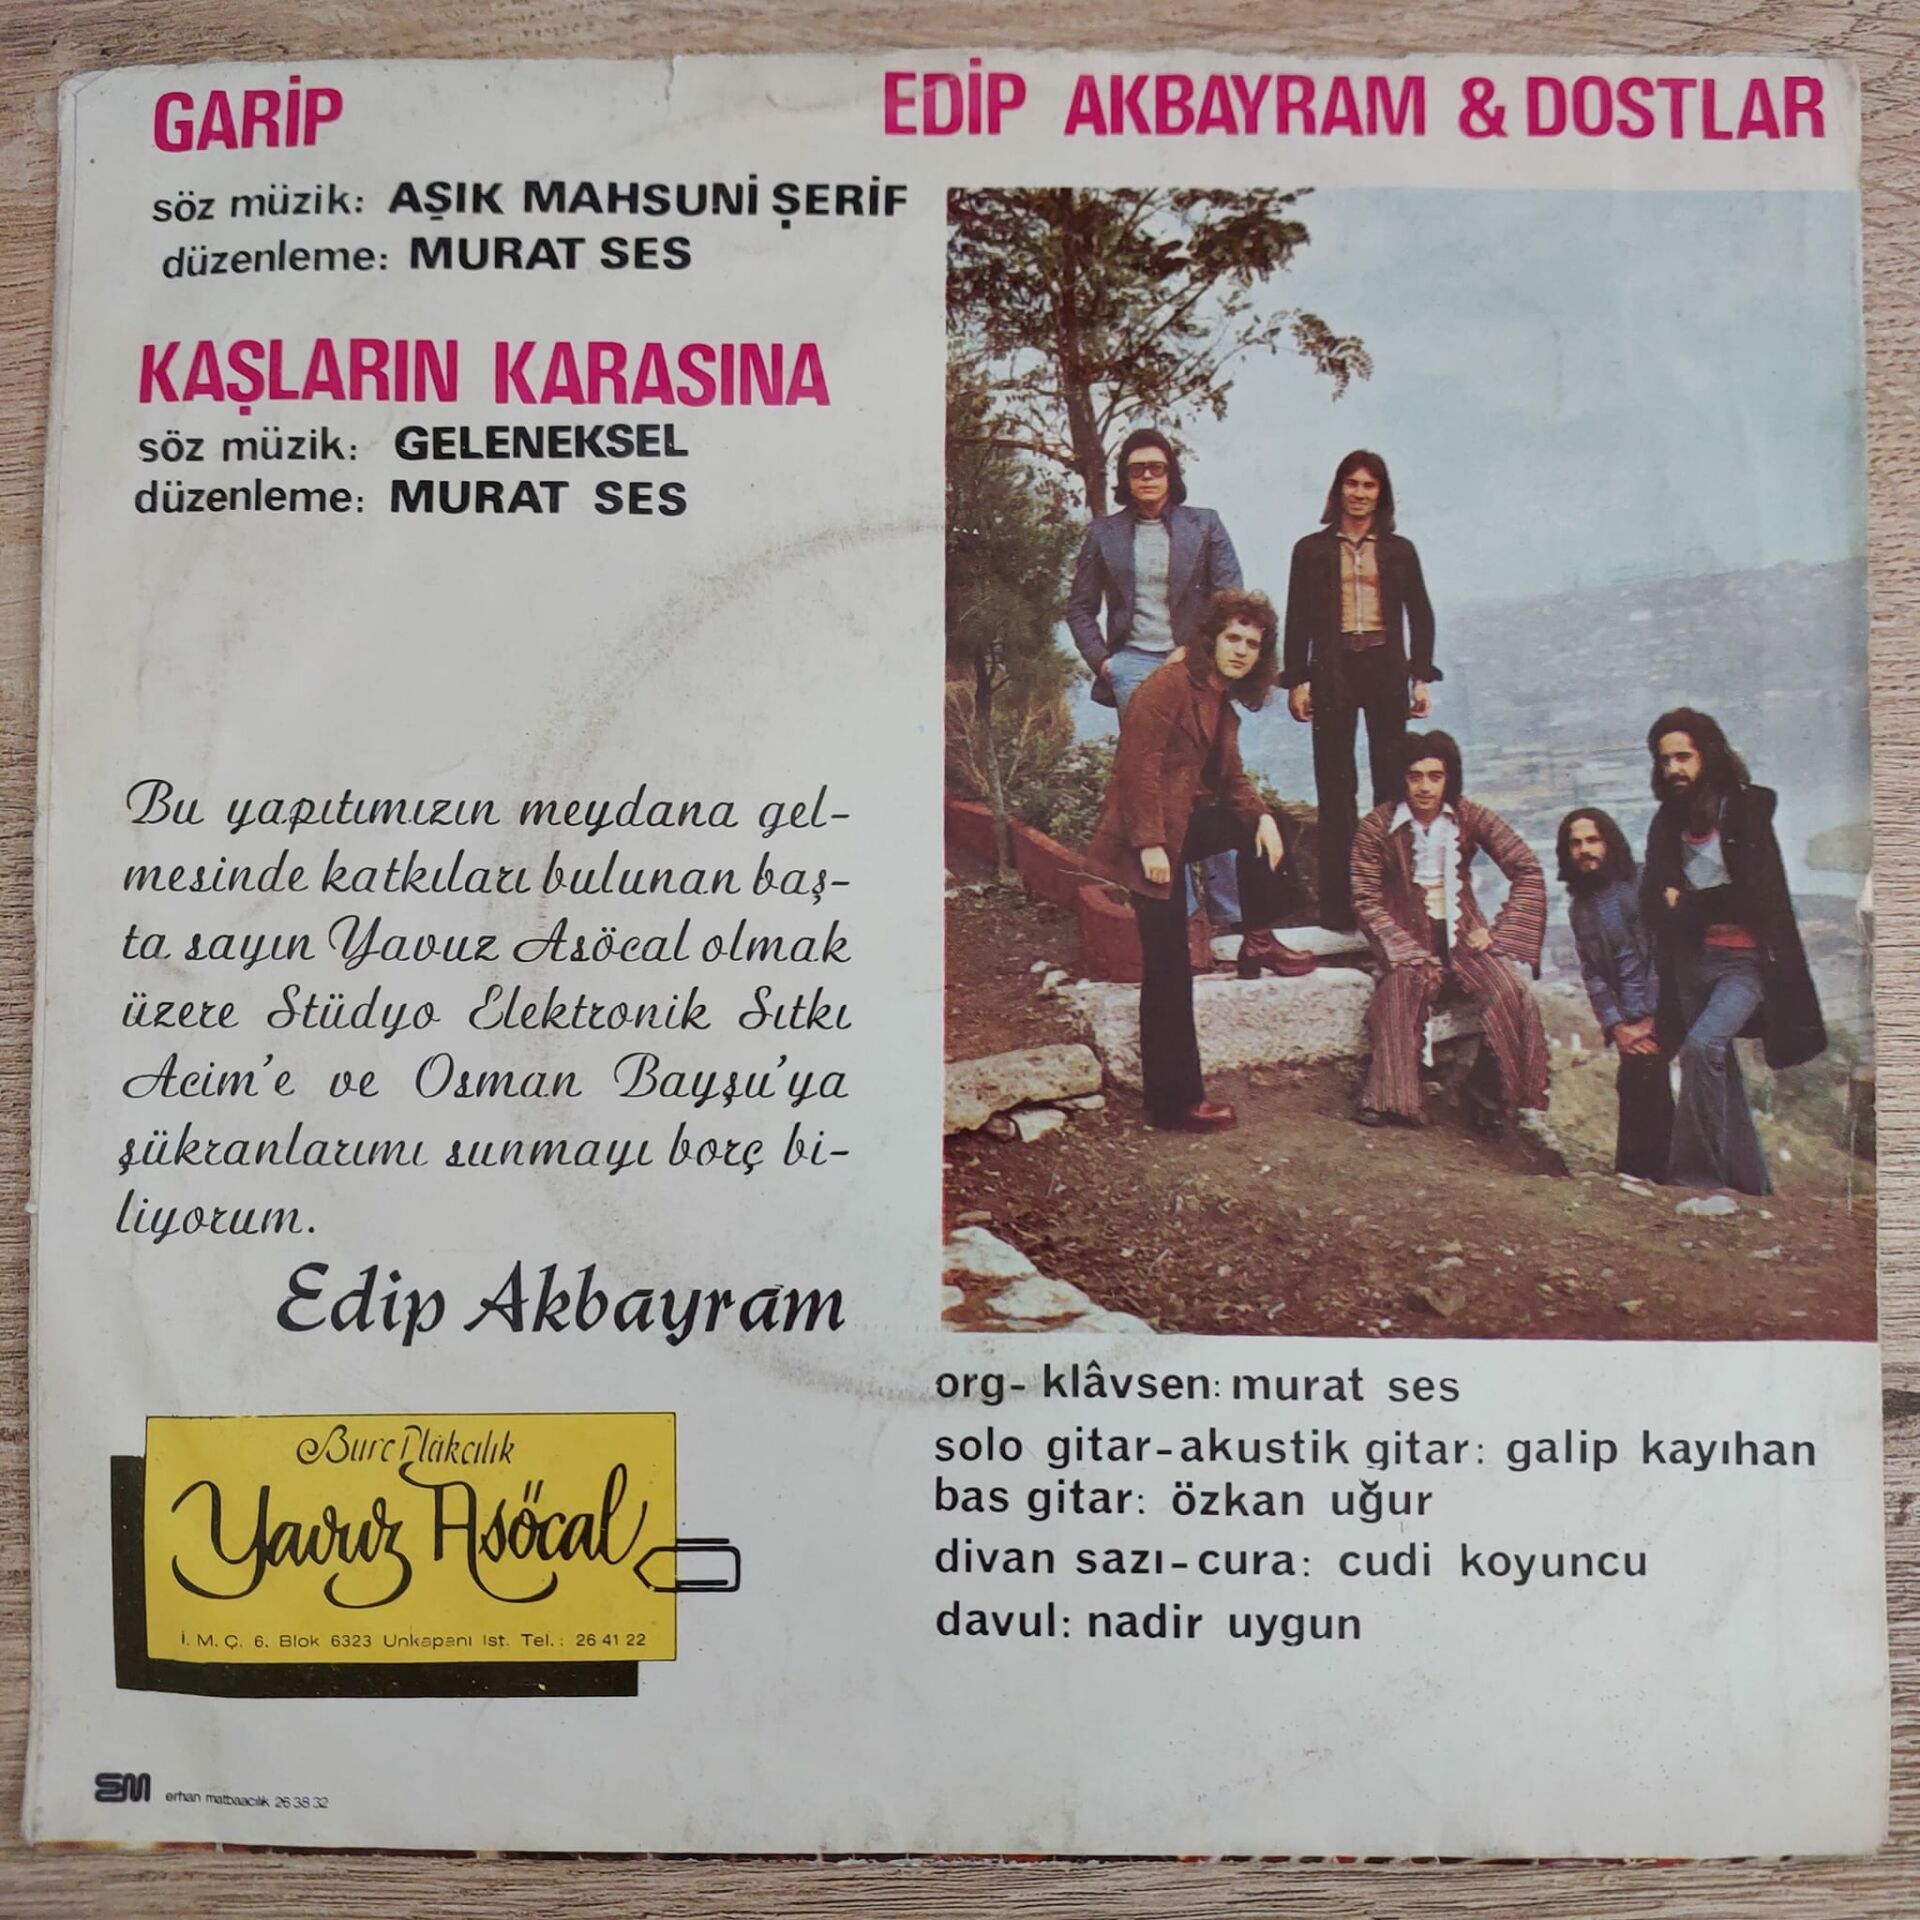 GARİP
EDİP AKBAYRAM & DOSTLAR
söz müzik: AŞIK MAHSUNİ ŞERİF
düzenleme: MURAT SES
KAŞLARIN KARASINA
söz müzik: GELENEKSEL
düzenleme: MURAT SES
Bu yapıtımızın meydana gel-
mesinde katkıları bulunan baş-
ta sayın Yavuz Asöcal olmak
üzere Stüdyo Elektronik Sıtkı
Acim'e ve Osman Bayşu'ya
şükranlarımı sunmayı borç bi-
liyorum.
Edip Akbayram
Burc Plâkcılık
Yavuz Asöcal
İ. M. Ç. 6. Blok 6323 Unkapanı İst. Tel.: 26 41 22
org- klâvsen: murat ses
solo gitar-akustik gitar: galip kayıhan
bas gitar: özkan uğur
divan sazı-cura: cudi koyuncu
davul: nadir uygun
EM erhan matbaacılık 26 38 32